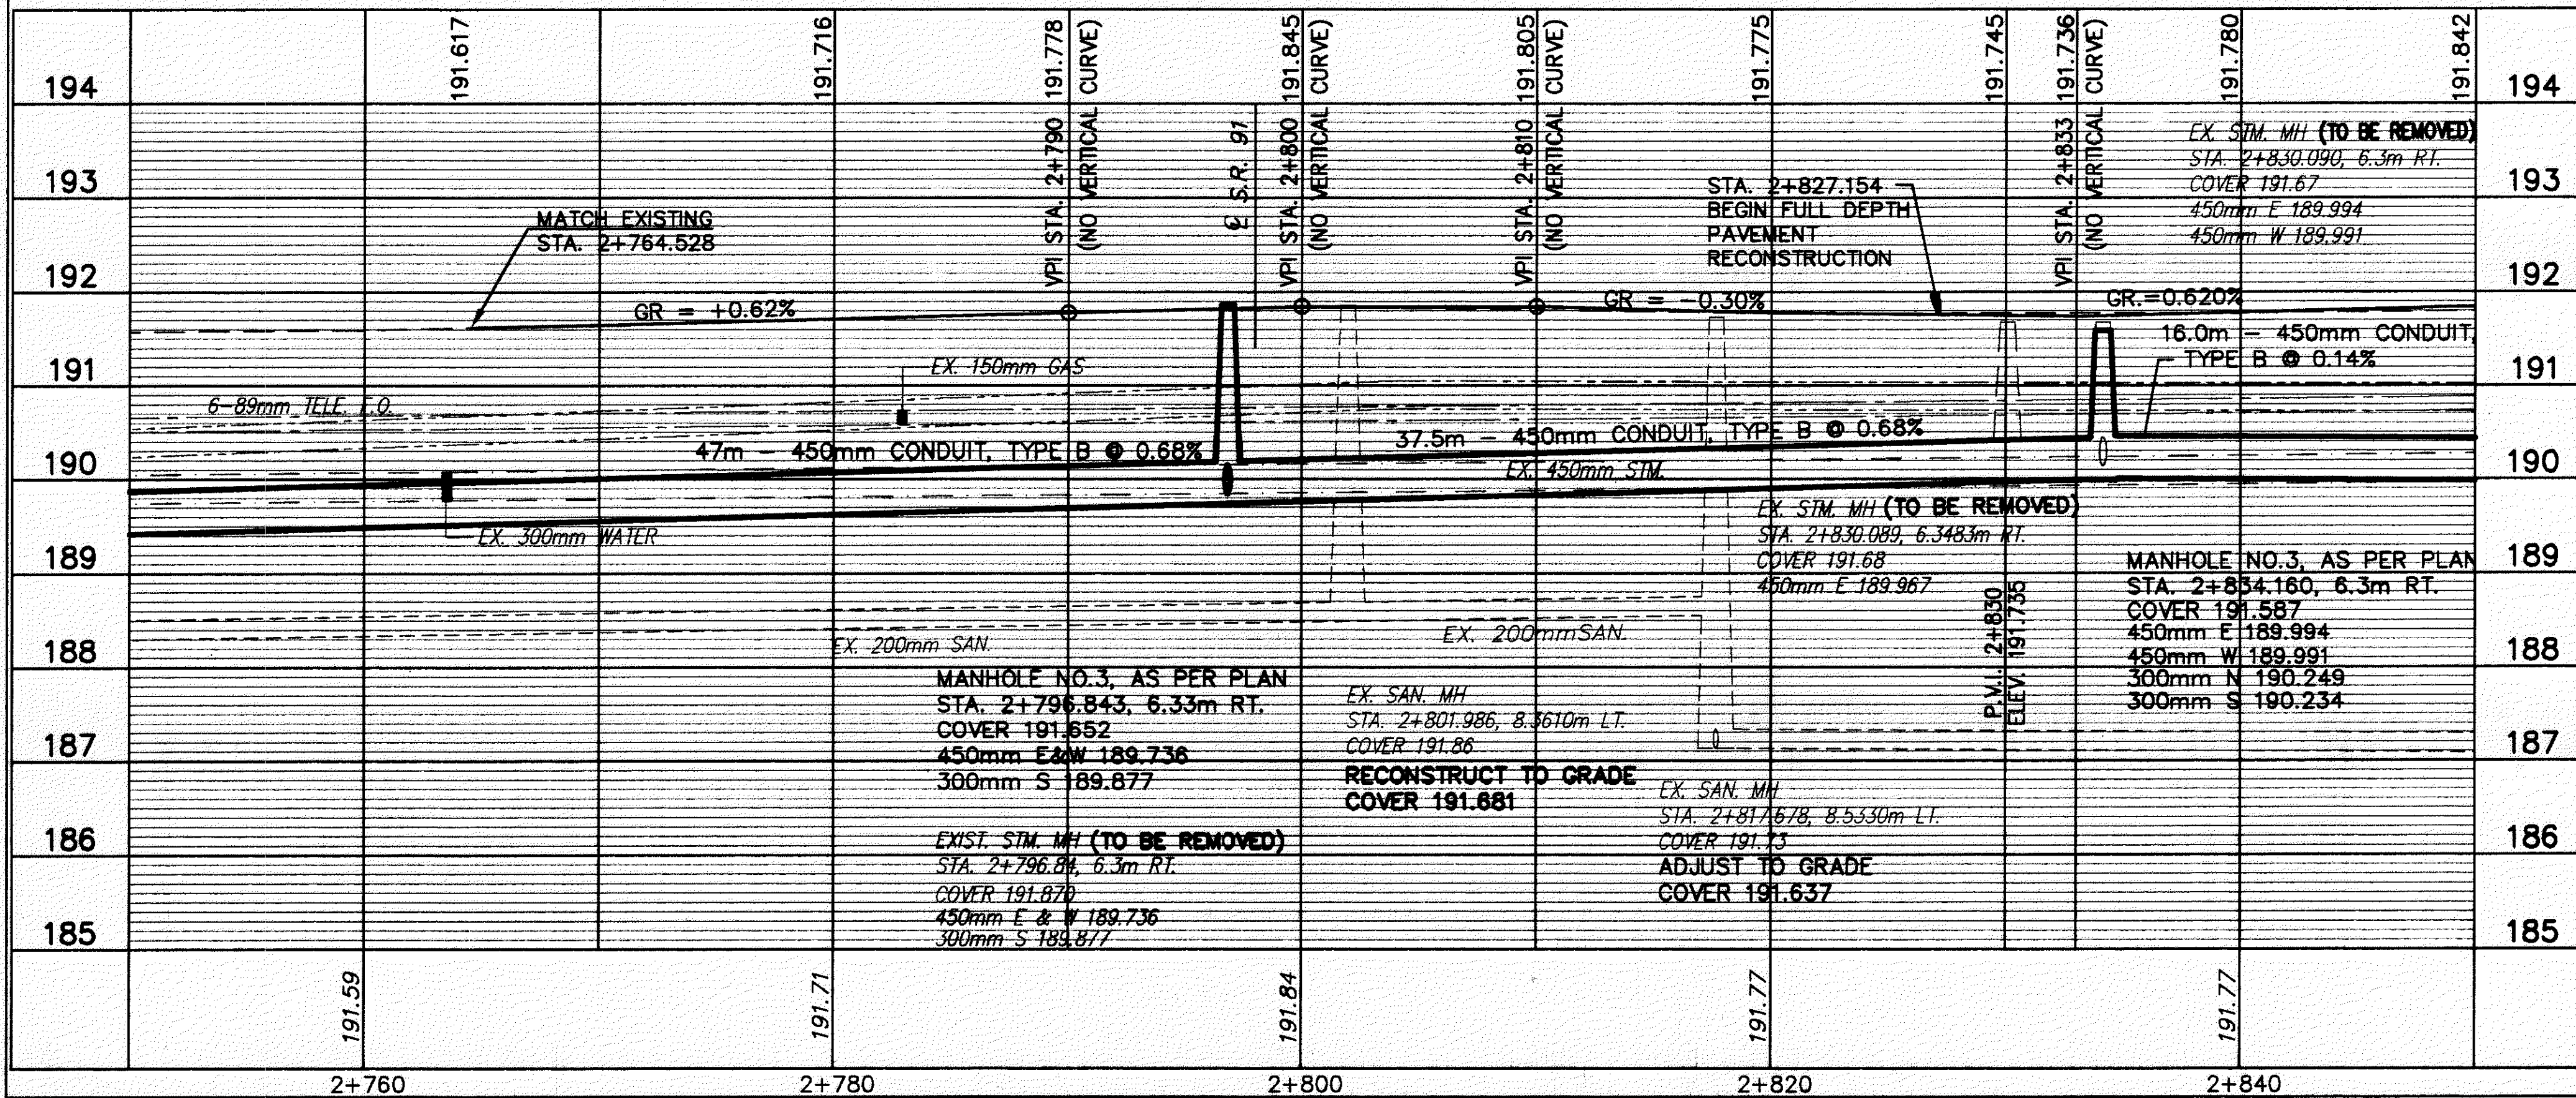 191.617
191.716
191.778
191.845
191.805
191.775
191.745
191.736
191.780
191.842
194
194
193
193
192
192
191
191
190
190
189
189
188
188
187
187
186
186
185
185
VPI STA. 2+790
(NO VERTICAL CURVE)
℄ S.R. 91
VPI STA. 2+800
(NO VERTICAL CURVE)
VPI STA. 2+810
(NO VERTICAL CURVE)
VPI STA. 2+833
(NO VERTICAL CURVE)
EX. STM. MH (TO BE REMOVED)
STA. 2+830.090, 6.3m RT.
COVER 191.67
450mm E 189.994
450mm W 189.991
STA. 2+827.154
BEGIN FULL DEPTH
PAVEMENT
RECONSTRUCTION
MATCH EXISTING
STA. 2+764.528
GR = +0.62%
GR = -0.30%
GR.=0.620%
16.0m - 450mm CONDUIT,
TYPE B @ 0.14%
EX. 150mm GAS
6-89mm TELE. F.O.
47m - 450mm CONDUIT, TYPE B @ 0.68%
37.5m - 450mm CONDUIT, TYPE B @ 0.68%
EX. 450mm STM.
EX. 300mm WATER
EX. STM. MH (TO BE REMOVED)
STA. 2+830.089, 6.3483m RT.
COVER 191.68
450mm E 189.967
MANHOLE NO.3, AS PER PLAN
STA. 2+834.160, 6.3m RT.
COVER 191.587
450mm E 189.994
450mm W 189.991
300mm N 190.249
300mm S 190.234
P.V.I. 2+830
ELEV. 191.735
EX. 200mm SAN.
EX. 200mm SAN.
MANHOLE NO.3, AS PER PLAN
STA. 2+796.843, 6.33m RT.
COVER 191.652
450mm E&W 189.736
300mm S 189.877
EX. SAN. MH
STA. 2+801.986, 8.3610m LT.
COVER 191.86
RECONSTRUCT TO GRADE
COVER 191.681
EX. SAN. MH
STA. 2+817.678, 8.5330m LT.
COVER 191.73
ADJUST TO GRADE
COVER 191.637
EXIST. STM. MH (TO BE REMOVED)
STA. 2+796.84, 6.3m RT.
COVER 191.870
450mm E & W 189.736
300mm S 189.877
191.59
191.71
191.84
191.77
191.77
2+760
2+780
2+800
2+820
2+840